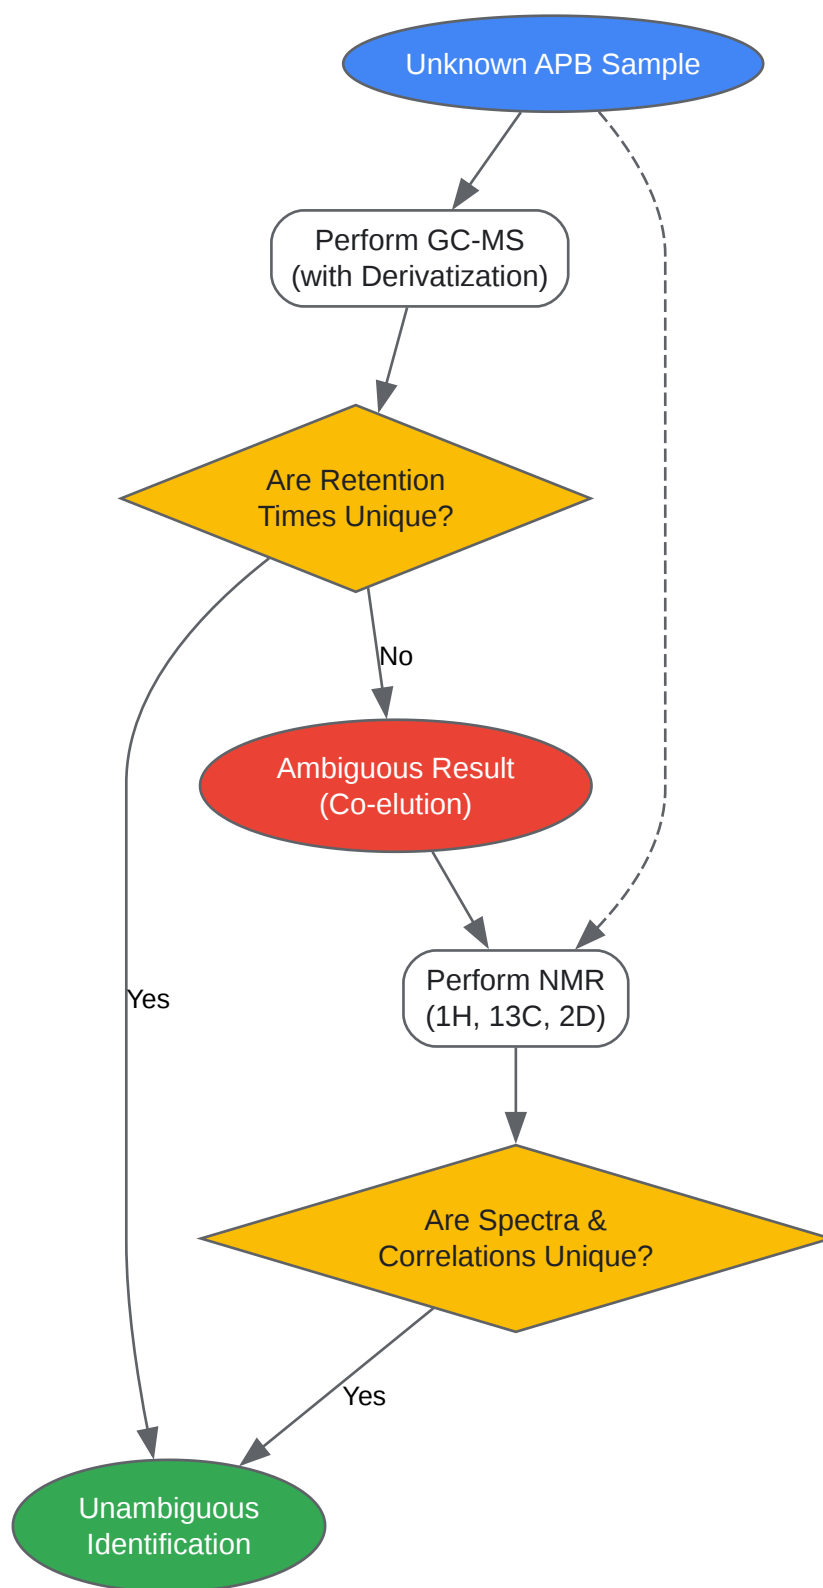 Unknown APB Sample
Perform GC-MS
(with Derivatization)
Are Retention
Times Unique?
No
Ambiguous Result
(Co-elution)
Perform NMR
(1H, 13C, 2D)
Yes
Are Spectra &
Correlations Unique?
Yes
Unambiguous
Identification